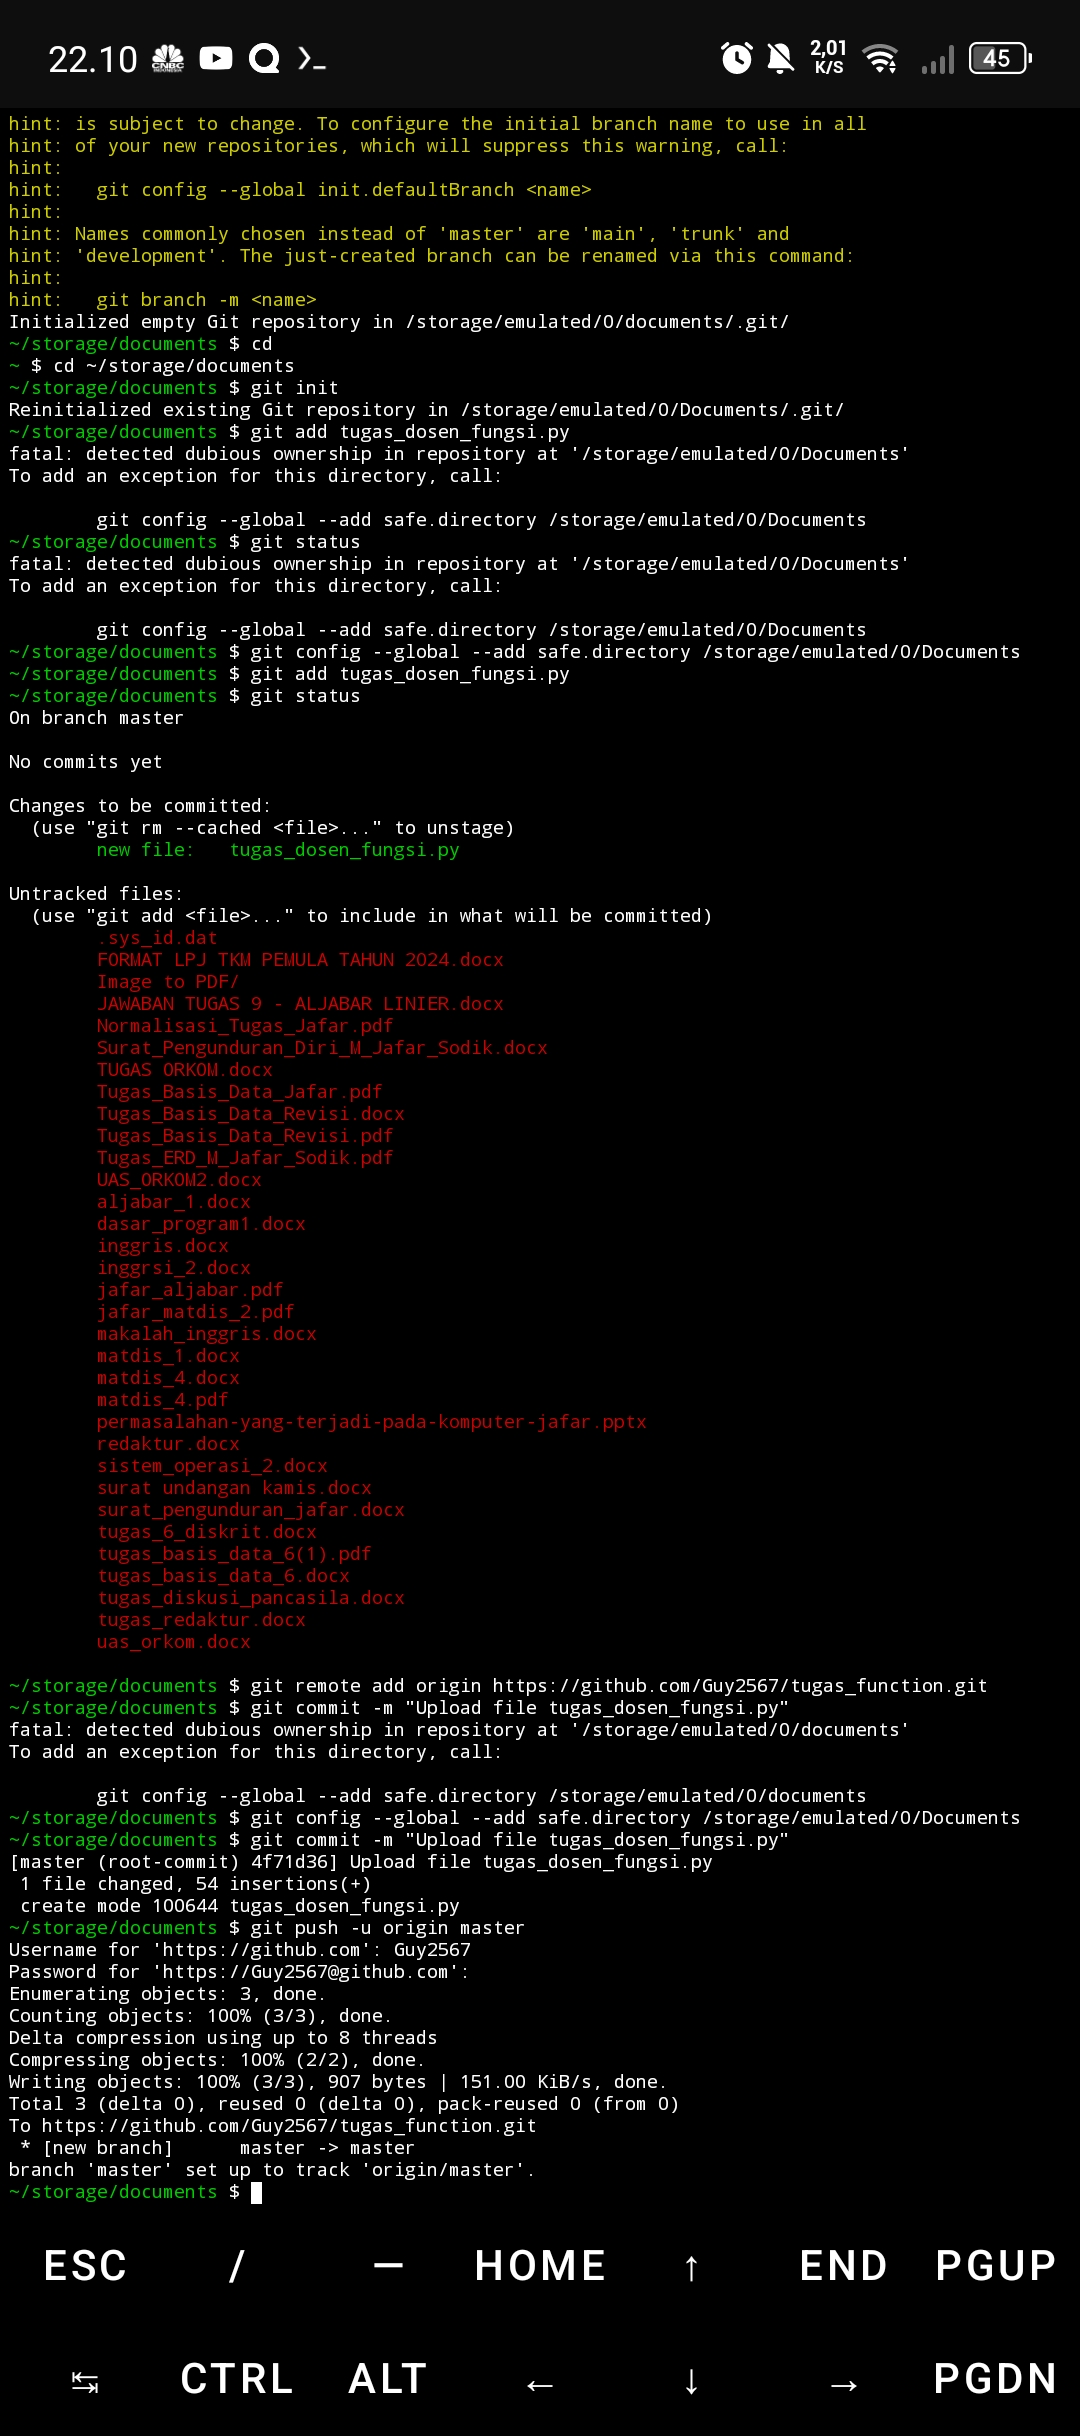 22.10
CNBC
2,01
K/S
45
hint: is subject to change. To configure the initial branch name to use in all
hint: of your new repositories, which will suppress this warning, call:
hint:
hint:   git config --global init.defaultBranch <name>
hint:
hint: Names commonly chosen instead of 'master' are 'main', 'trunk' and
hint: 'development'. The just-created branch can be renamed via this command:
hint:
hint:   git branch -m <name>
Initialized empty Git repository in /storage/emulated/0/documents/.git/
~/storage/documents $ cd
~ $ cd ~/storage/documents
~/storage/documents $ git init
Reinitialized existing Git repository in /storage/emulated/0/Documents/.git/
~/storage/documents $ git add tugas_dosen_fungsi.py
fatal: detected dubious ownership in repository at '/storage/emulated/0/Documents'
To add an exception for this directory, call:
        git config --global --add safe.directory /storage/emulated/0/Documents
~/storage/documents $ git status
fatal: detected dubious ownership in repository at '/storage/emulated/0/Documents'
To add an exception for this directory, call:
        git config --global --add safe.directory /storage/emulated/0/Documents
~/storage/documents $ git config --global --add safe.directory /storage/emulated/0/Documents
~/storage/documents $ git add tugas_dosen_fungsi.py
~/storage/documents $ git status
On branch master
No commits yet
Changes to be committed:
  (use "git rm --cached <file>..." to unstage)
        new file:   tugas_dosen_fungsi.py
Untracked files:
  (use "git add <file>..." to include in what will be committed)
        .sys_id.dat
        FORMAT LPJ TKM PEMULA TAHUN 2024.docx
        Image to PDF/
        JAWABAN TUGAS 9 - ALJABAR LINIER.docx
        Normalisasi_Tugas_Jafar.pdf
        Surat_Pengunduran_Diri_M_Jafar_Sodik.docx
        TUGAS ORKOM.docx
        Tugas_Basis_Data_Jafar.pdf
        Tugas_Basis_Data_Revisi.docx
        Tugas_Basis_Data_Revisi.pdf
        Tugas_ERD_M_Jafar_Sodik.pdf
        UAS_ORKOM2.docx
        aljabar_1.docx
        dasar_program1.docx
        inggris.docx
        inggrsi_2.docx
        jafar_aljabar.pdf
        jafar_matdis_2.pdf
        makalah_inggris.docx
        matdis_1.docx
        matdis_4.docx
        matdis_4.pdf
        permasalahan-yang-terjadi-pada-komputer-jafar.pptx
        redaktur.docx
        sistem_operasi_2.docx
        surat undangan kamis.docx
        surat_pengunduran_jafar.docx
        tugas_6_diskrit.docx
        tugas_basis_data_6(1).pdf
        tugas_basis_data_6.docx
        tugas_diskusi_pancasila.docx
        tugas_redaktur.docx
        uas_orkom.docx
~/storage/documents $ git remote add origin https://github.com/Guy2567/tugas_function.git
~/storage/documents $ git commit -m "Upload file tugas_dosen_fungsi.py"
fatal: detected dubious ownership in repository at '/storage/emulated/0/documents'
To add an exception for this directory, call:
        git config --global --add safe.directory /storage/emulated/0/documents
~/storage/documents $ git config --global --add safe.directory /storage/emulated/0/Documents
~/storage/documents $ git commit -m "Upload file tugas_dosen_fungsi.py"
[master (root-commit) 4f71d36] Upload file tugas_dosen_fungsi.py
 1 file changed, 54 insertions(+)
 create mode 100644 tugas_dosen_fungsi.py
~/storage/documents $ git push -u origin master
Username for 'https://github.com': Guy2567
Password for 'https://Guy2567@github.com':
Enumerating objects: 3, done.
Counting objects: 100% (3/3), done.
Delta compression using up to 8 threads
Compressing objects: 100% (2/2), done.
Writing objects: 100% (3/3), 907 bytes | 151.00 KiB/s, done.
Total 3 (delta 0), reused 0 (delta 0), pack-reused 0 (from 0)
To https://github.com/Guy2567/tugas_function.git
 * [new branch]      master -> master
branch 'master' set up to track 'origin/master'.
~/storage/documents $
ESC / — HOME ↑ END PGUP
↹ CTRL ALT ← ↓ → PGDN